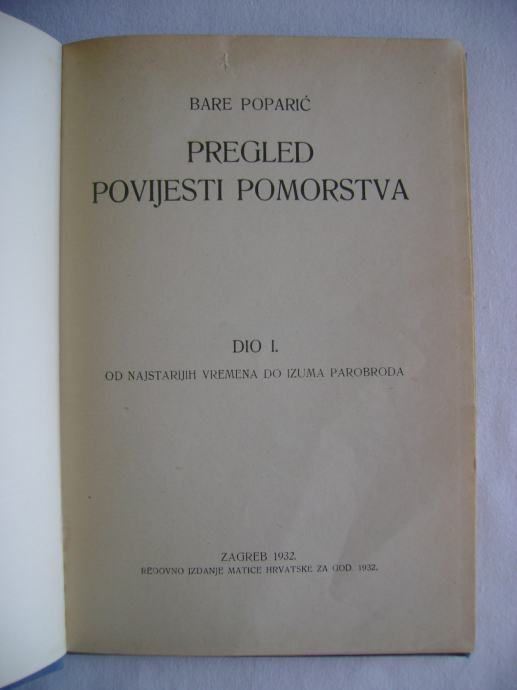 BARE POPARIĆ
PREGLED
POVIJESTI POMORSTVA
DIO I.
OD NAJSTARIJIH VREMENA DO IZUMA PAROBRODA
ZAGREB 1932.
REDOVNO IZDANJE MATICE HRVATSKE ZA GOD. 1932.